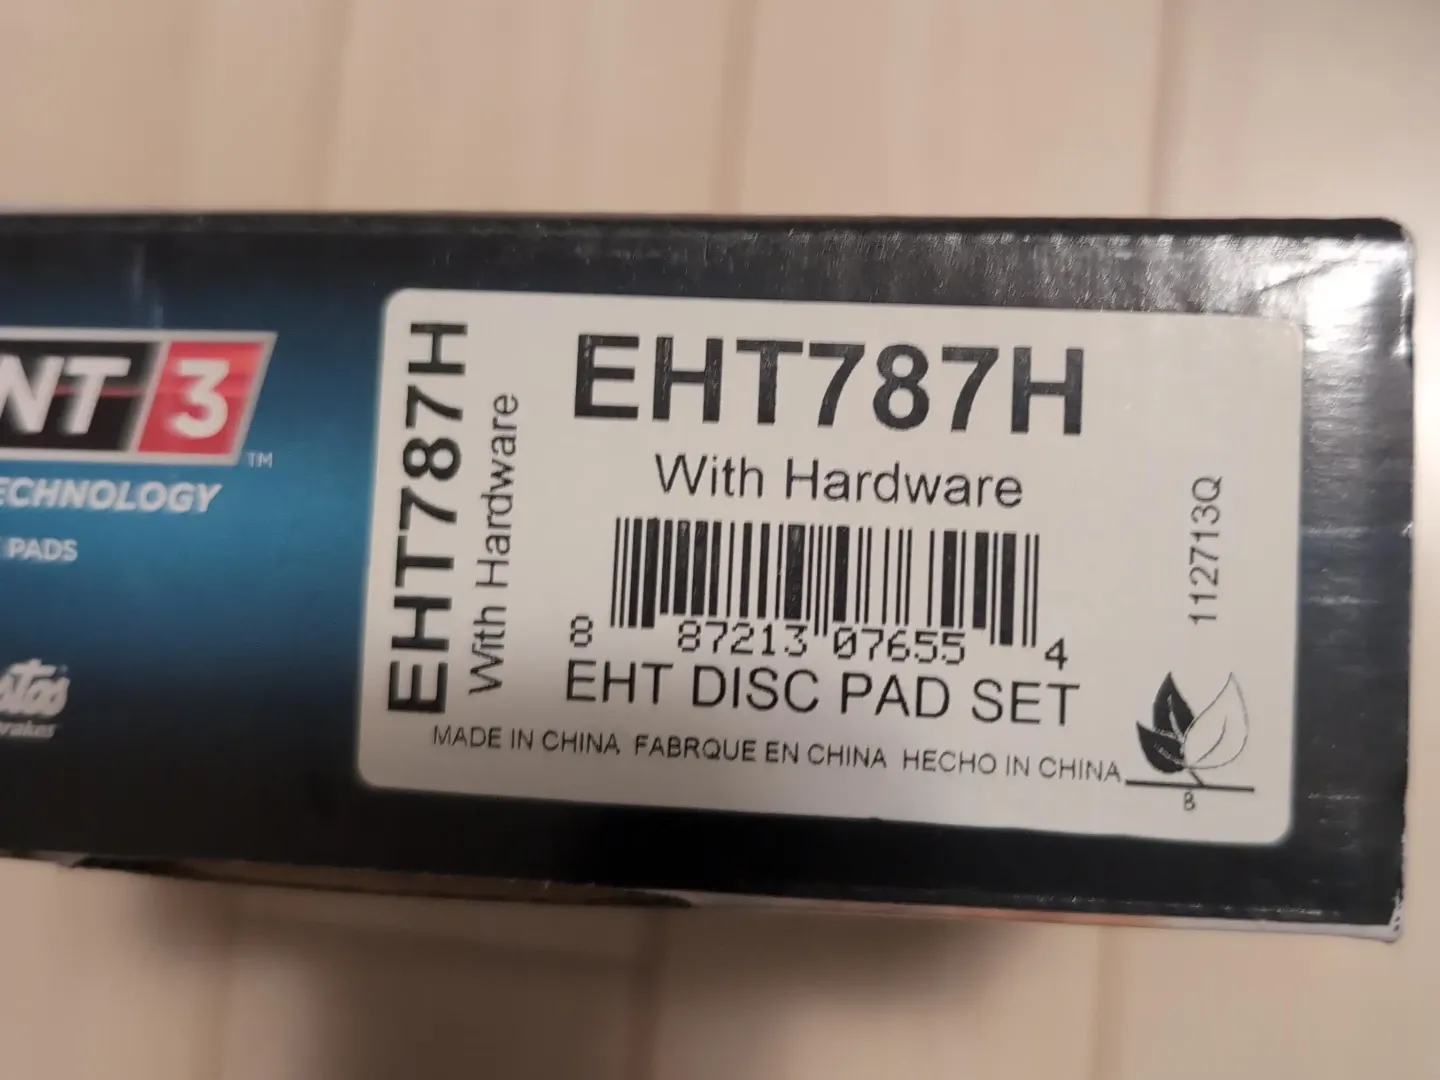 NT 3 ™
ECHNOLOGY
PADS
EHT787H
With Hardware
EHT787H
With Hardware
8 87213 07655 4
EHT DISC PAD SET
MADE IN CHINA FABRQUE EN CHINA HECHO IN CHINA
112713Q
B